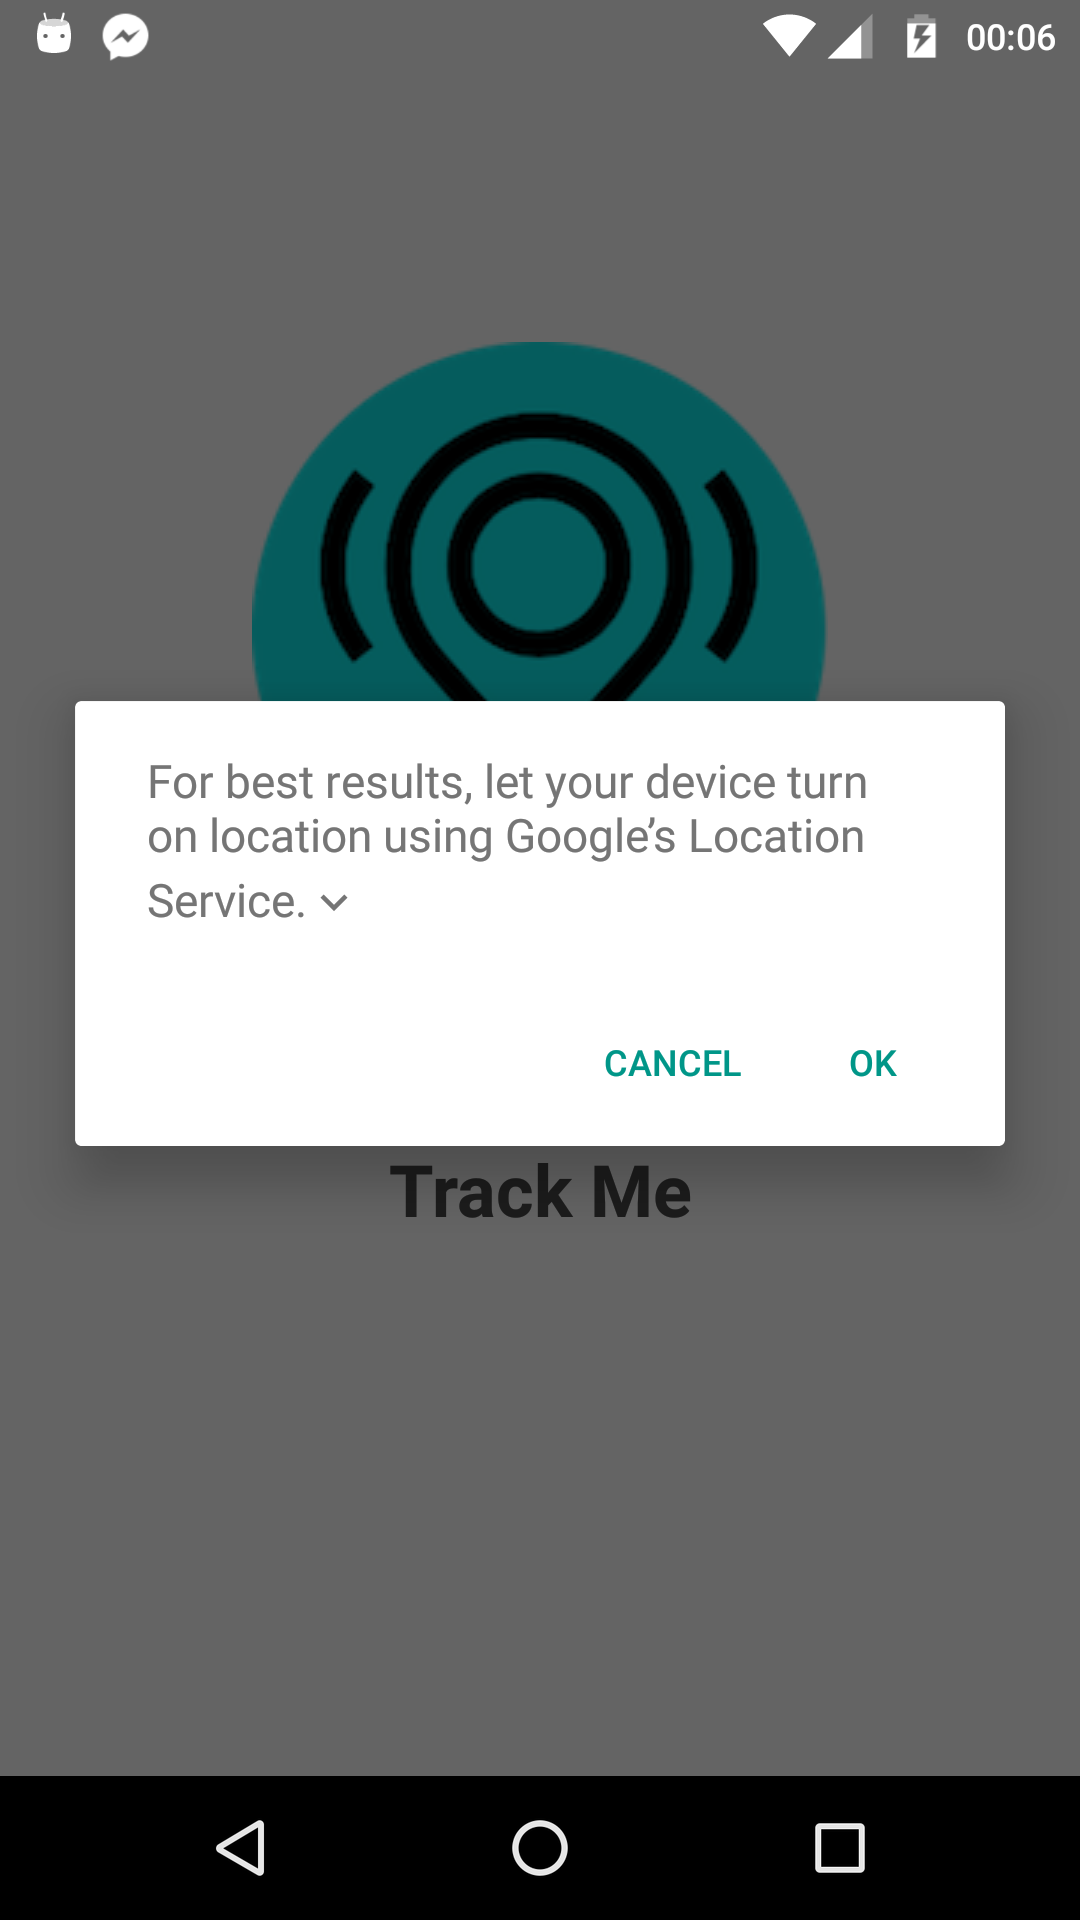 00:06
For best results, let your device turn
on location using Google’s Location
Service.
CANCEL OK
Track Me